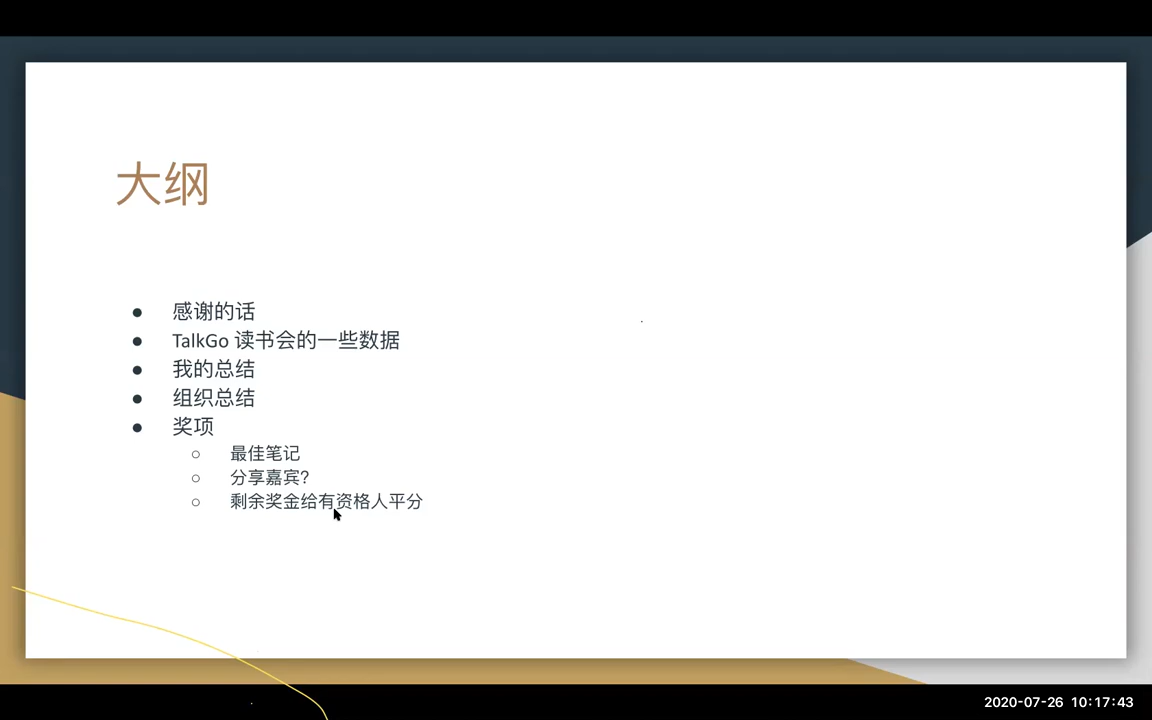 大纲
● 感谢的话
● TalkGo 读书会的一些数据
● 我的总结
● 组织总结
● 奖项
○ 最佳笔记
○ 分享嘉宾?
○ 剩余奖金给有资格人平分
2020-07-26 10:17:43